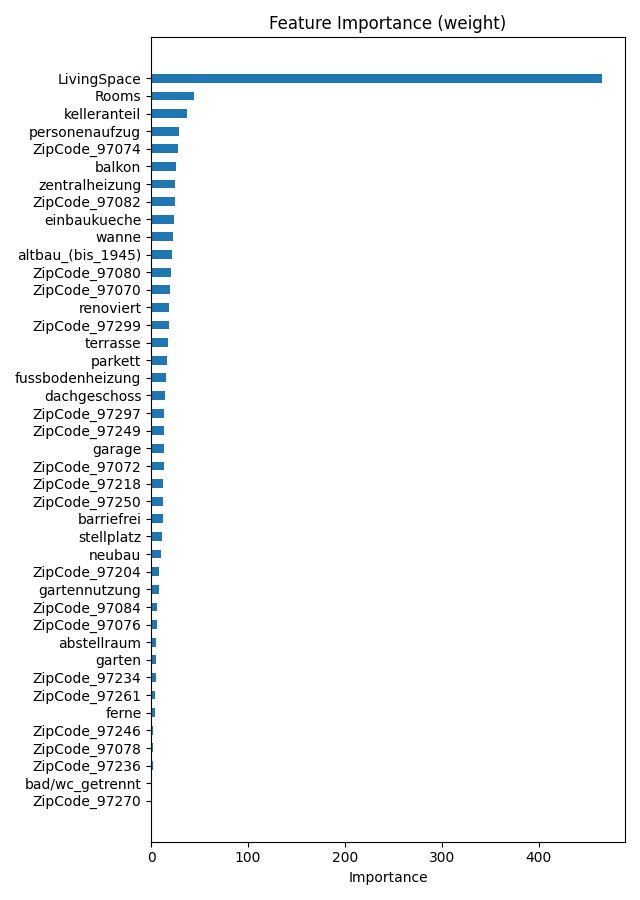 Feature Importance (weight)
LivingSpace
Rooms
kelleranteil
personenaufzug
ZipCode_97074
balkon
zentralheizung
ZipCode_97082
einbaukueche
wanne
altbau_(bis_1945)
ZipCode_97080
ZipCode_97070
renoviert
ZipCode_97299
terrasse
parkett
fussbodenheizung
dachgeschoss
ZipCode_97297
ZipCode_97249
garage
ZipCode_97072
ZipCode_97218
ZipCode_97250
barriefrei
stellplatz
neubau
ZipCode_97204
gartennutzung
ZipCode_97084
ZipCode_97076
abstellraum
garten
ZipCode_97234
ZipCode_97261
ferne
ZipCode_97246
ZipCode_97078
ZipCode_97236
bad/wc_getrennt
ZipCode_97270
0 100 200 300 400
Importance